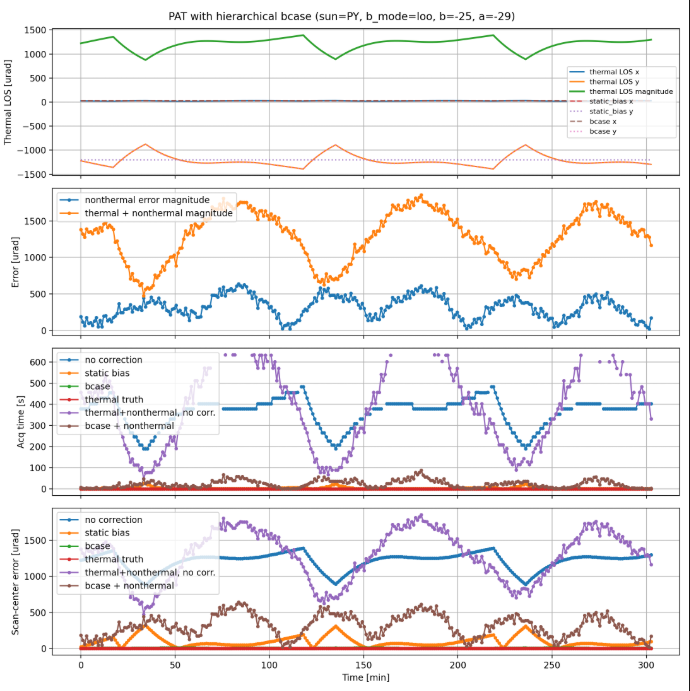 PAT with hierarchical bcase (sun=PY, b_mode=loo, b=-25, a=-29)
Thermal LOS [urad]
1500
1000
500
0
−500
−1000
−1500
thermal LOS x
thermal LOS y
thermal LOS magnitude
static_bias x
static_bias y
bcase x
bcase y
Error [urad]
1500
1000
500
0
nonthermal error magnitude
thermal + nonthermal magnitude
Acq time [s]
600
500
400
300
200
100
0
no correction
static bias
bcase
thermal truth
thermal+nonthermal, no corr.
bcase + nonthermal
Scan-center error [urad]
1500
1000
500
0
no correction
static bias
bcase
thermal truth
thermal+nonthermal, no corr.
bcase + nonthermal
0 50 100 150 200 250 300
Time [min]